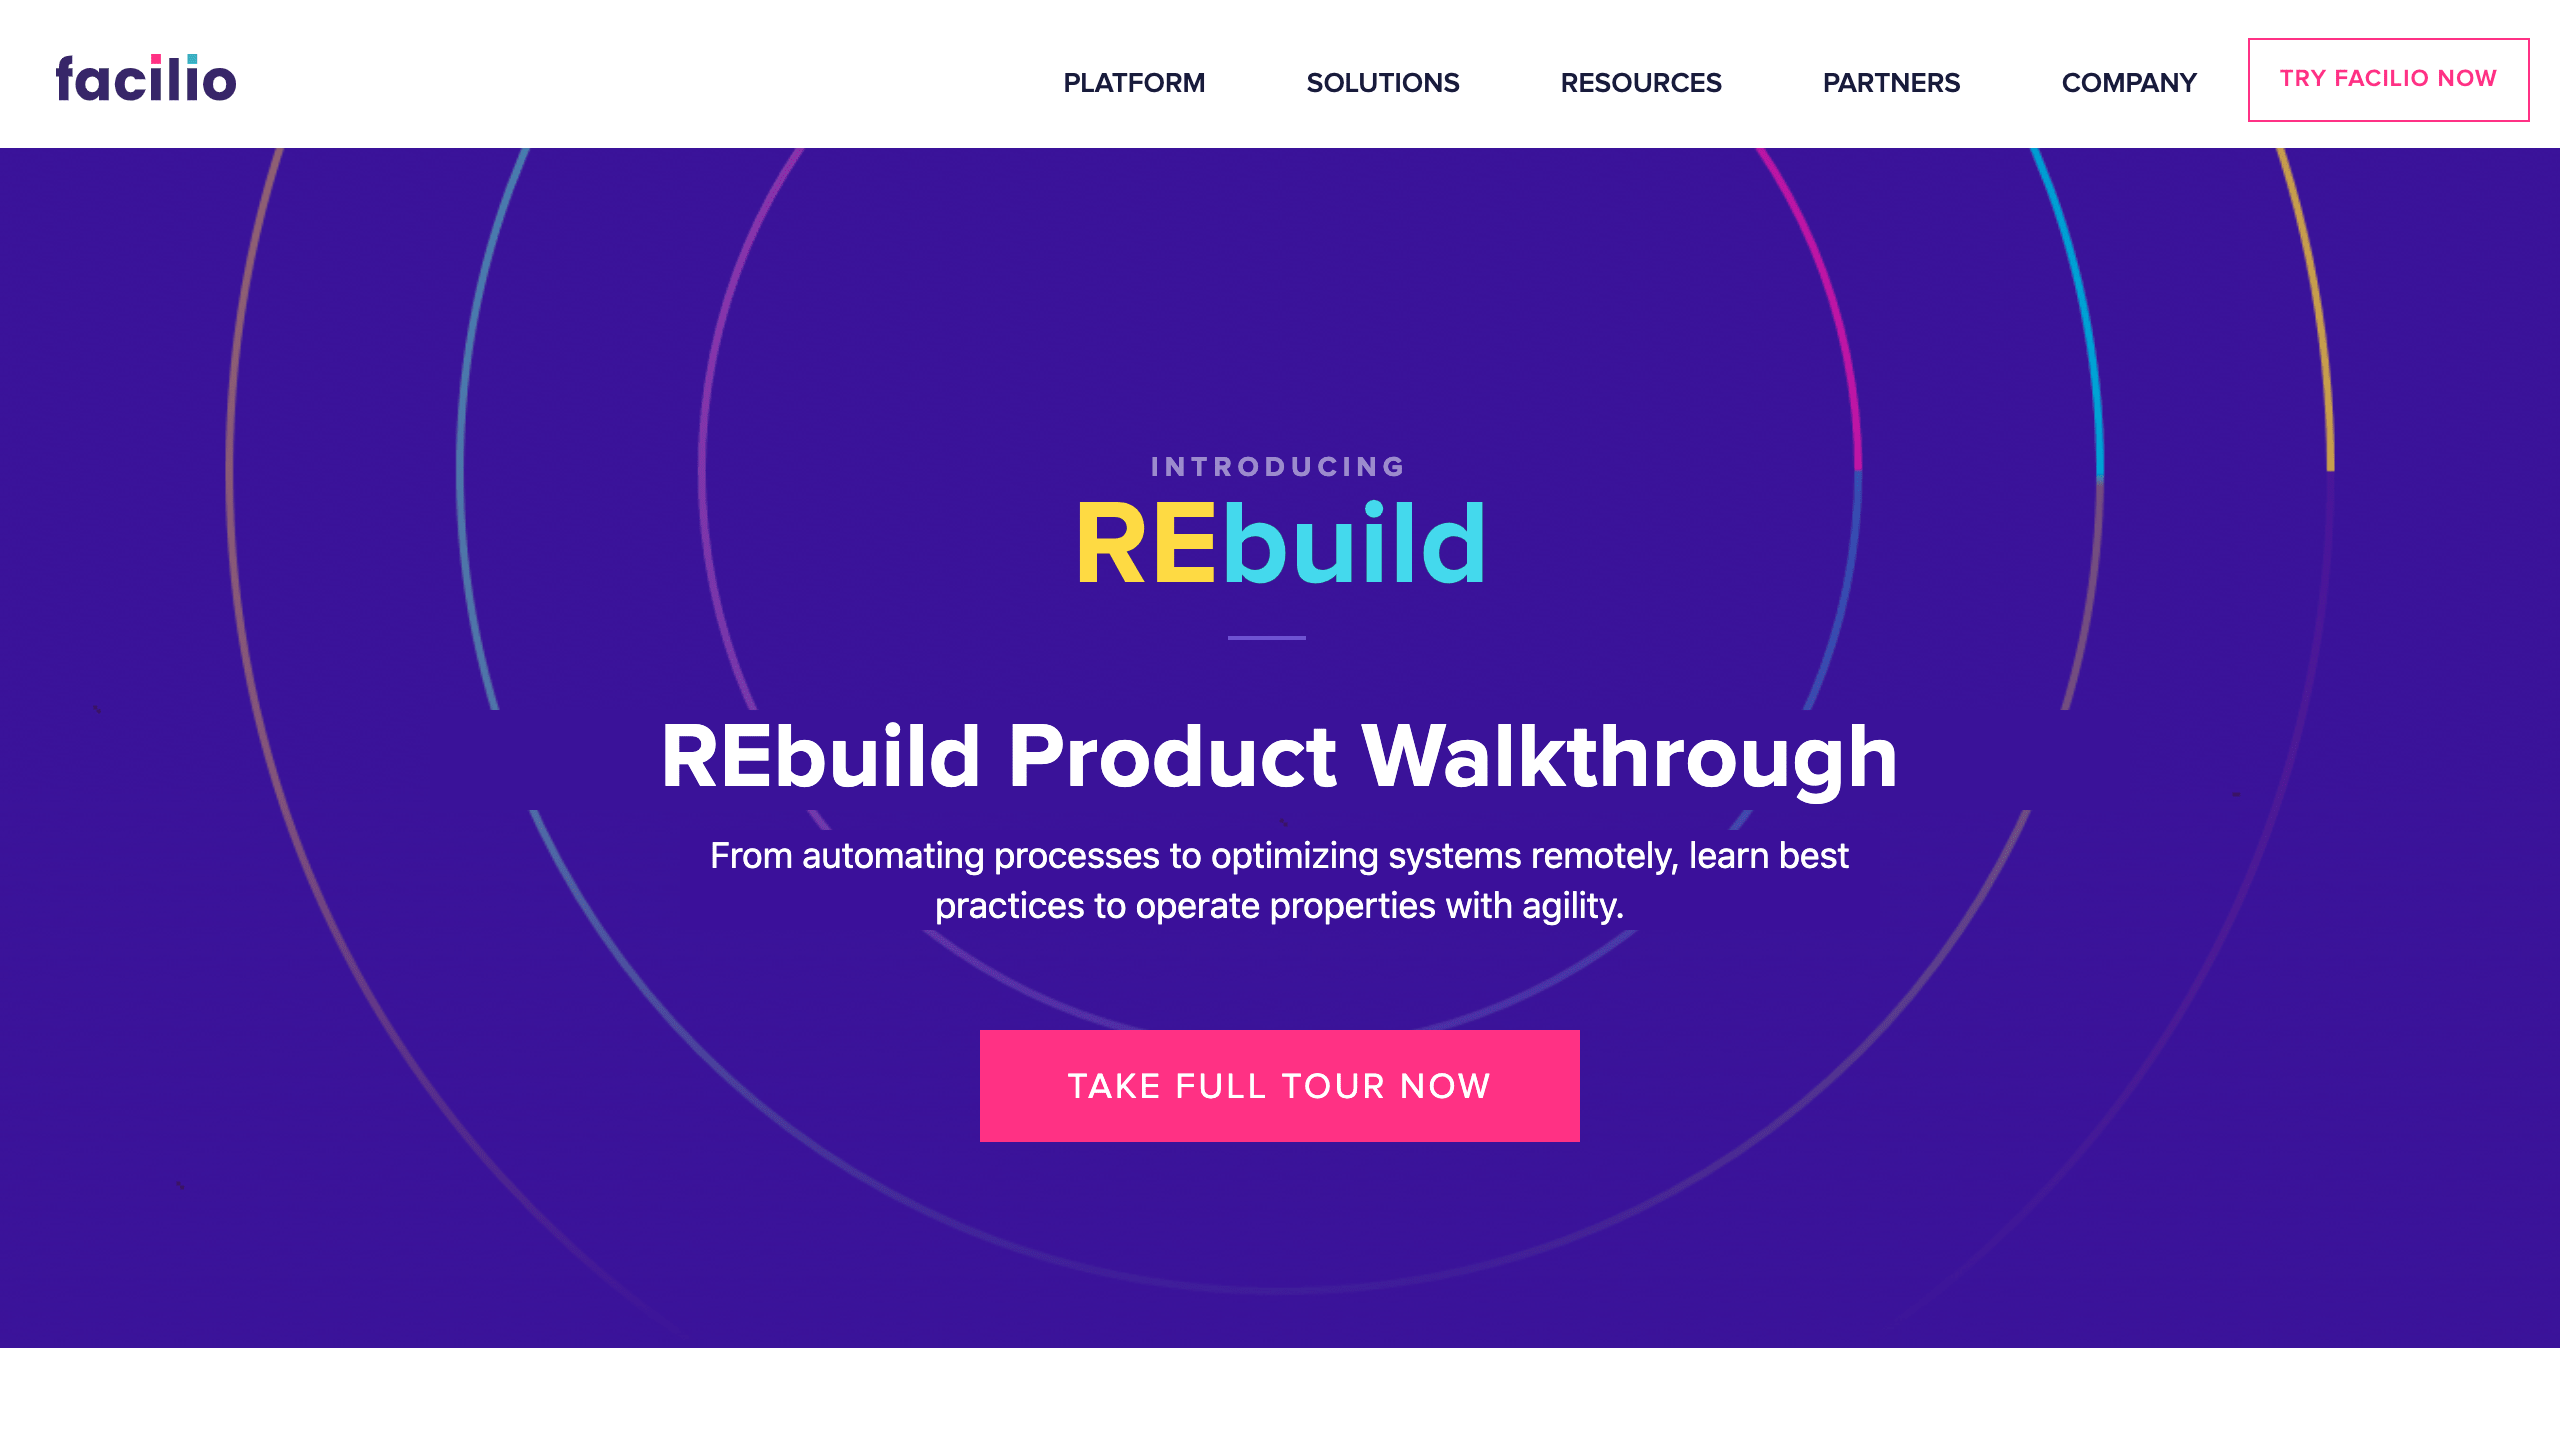 facilio
PLATFORM
SOLUTIONS
RESOURCES
PARTNERS
COMPANY
TRY FACILIO NOW
INTRODUCING
REbuild
REbuild Product Walkthrough
From automating processes to optimizing systems remotely, learn best
practices to operate properties with agility.
TAKE FULL TOUR NOW